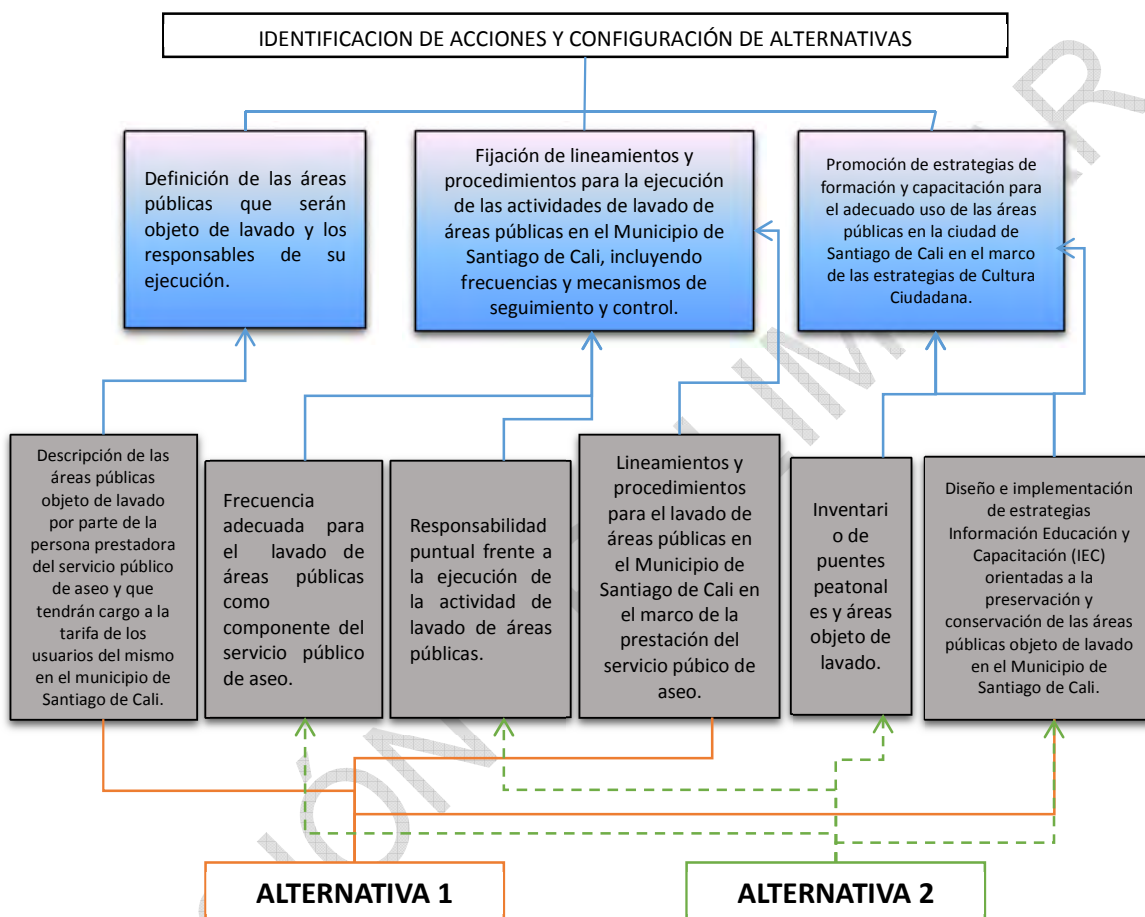 IDENTIFICACION DE ACCIONES Y CONFIGURACIÓN DE ALTERNATIVAS
Definición de las áreas
públicas que serán
objeto de lavado y los
responsables de su
ejecución.
Fijación de lineamientos y
procedimientos para la ejecución
de las actividades de lavado de
áreas públicas en el Municipio de
Santiago de Cali, incluyendo
frecuencias y mecanismos de
seguimiento y control.
Promoción de estrategias de
formación y capacitación para
el adecuado uso de las áreas
públicas en la ciudad de
Santiago de Cali en el marco
de las estrategias de Cultura
Ciudadana.
Descripción de las
áreas públicas
objeto de lavado
por parte de la
persona prestadora
del servicio público
de aseo y que
tendrán cargo a la
tarifa de los
usuarios del mismo
en el municipio de
Santiago de Cali.
Frecuencia
adecuada para
el lavado de
áreas públicas
como
componente del
servicio público
de aseo.
Responsabilidad
puntual frente a
la ejecución de
la actividad de
lavado de áreas
públicas.
Lineamientos y
procedimientos
para el lavado de
áreas públicas en
el Municipio de
Santiago de Cali en
el marco de la
prestación del
servicio púbico de
aseo.
Inventari
o de
puentes
peatonal
es y áreas
objeto de
lavado.
Diseño e implementación
de estrategias
Información Educación y
Capacitación (IEC)
orientadas a la
preservación y
conservación de las áreas
públicas objeto de lavado
en el Municipio de
Santiago de Cali.
ALTERNATIVA 1
ALTERNATIVA 2